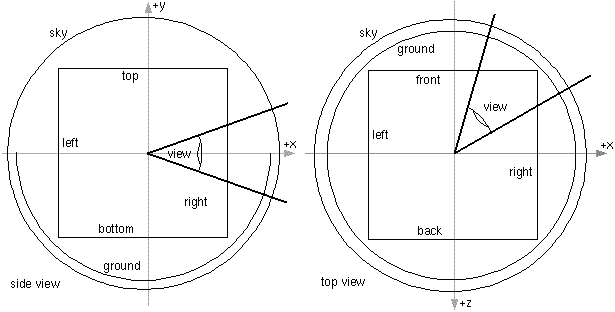 +y
sky
top
left
view
+x
right
bottom
ground
side view
sky
ground
front
view
left
+x
right
back
top view
+z